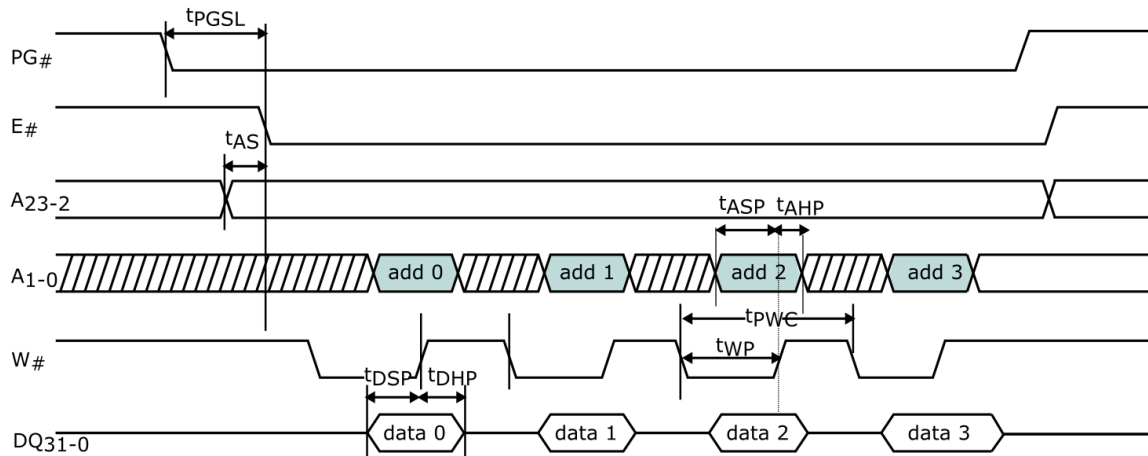 tPGSL
PG#
E#
tAS
A23-2
tASP tAHP
A1-0 add 0 add 1 add 2 add 3
tPWC
W# tWP
tDSP tDHP
DQ31-0 data 0 data 1 data 2 data 3